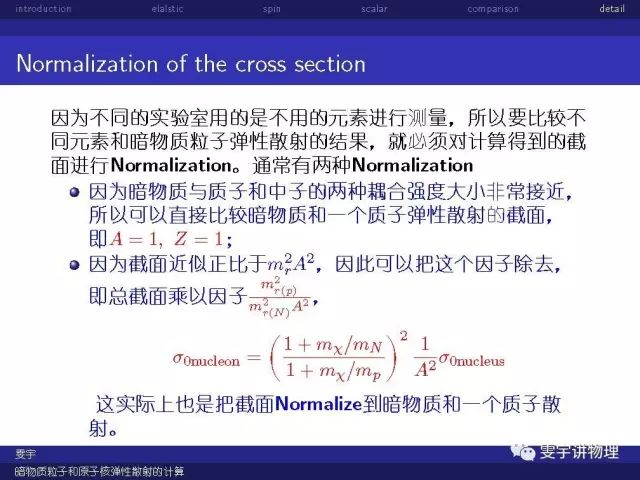 introduction elalstic spin scalar comparison detail
Normalization of the cross section
因为不同的实验室用的是不用的元素进行测量，所以要比较不
同元素和暗物质粒子弹性散射的结果，就必须对计算得到的截
面进行Normalization。通常有两种Normalization
因为暗物质与质子和中子的两种耦合强度大小非常接近，
所以可以直接比较暗物质和一个质子弹性散射的截面，
即A = 1, Z = 1；
因为截面近似正比于m_r^2 A^2，因此可以把这个因子除去，
即总截面乘以因子 m_{r(p)}^2 / (m_{r(N)}^2 A^2)，
σ_{0nucleon} = ((1 + m_χ/m_N) / (1 + m_χ/m_p))^2 (1/A^2) σ_{0nucleus}
这实际上也是把截面Normalize到暗物质和一个质子散
射。
雯宇
雯宇讲物理
暗物质粒子和原子核弹性散射的计算